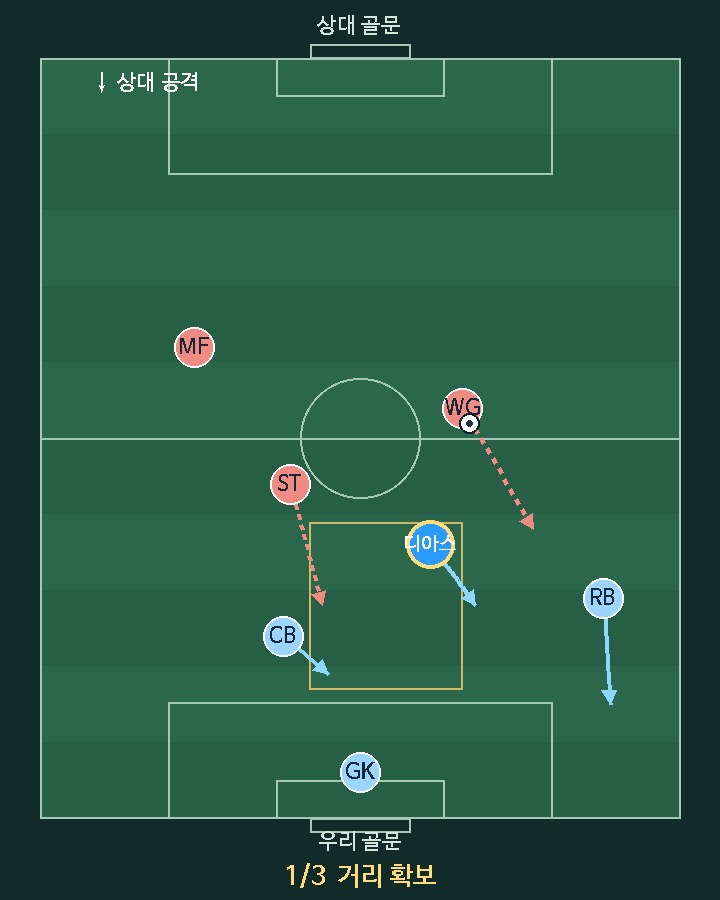 상대 골문
↓ 상대 공격
MF
WG
ST
디아스
RB
CB
GK
우리 골문
1/3 거리 확보